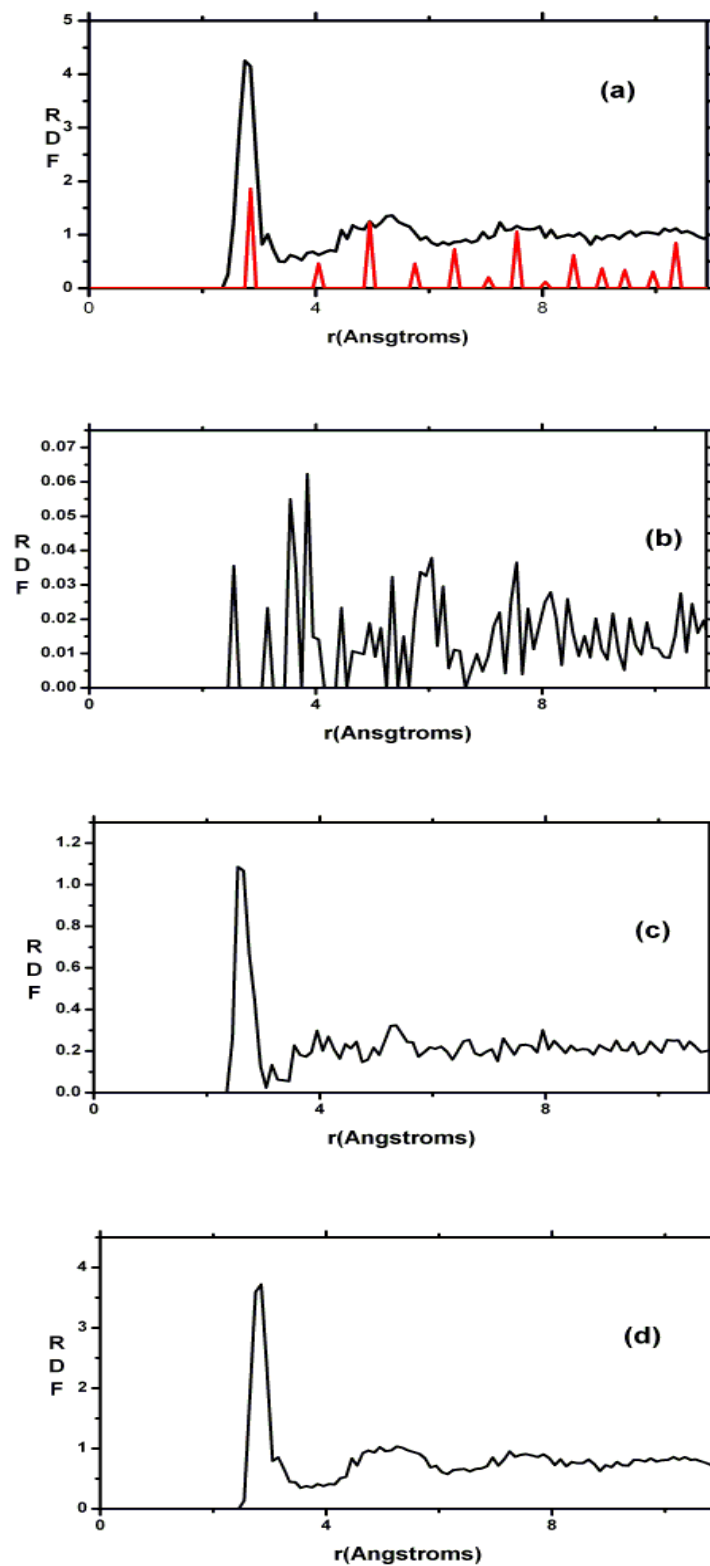 5
4
3
2
1
0
R
D
F
(a)
0 4 8
r(Ansgtroms)
0.07
0.06
0.05
0.04
0.03
0.02
0.01
0.00
R
D
F
(b)
0 4 8
r(Ansgtroms)
1.2
1.0
0.8
0.6
0.4
0.2
0.0
R
D
F
(c)
0 4 8
r(Angstroms)
4
3
2
1
0
R
D
F
(d)
0 4 8
r(Angstroms)